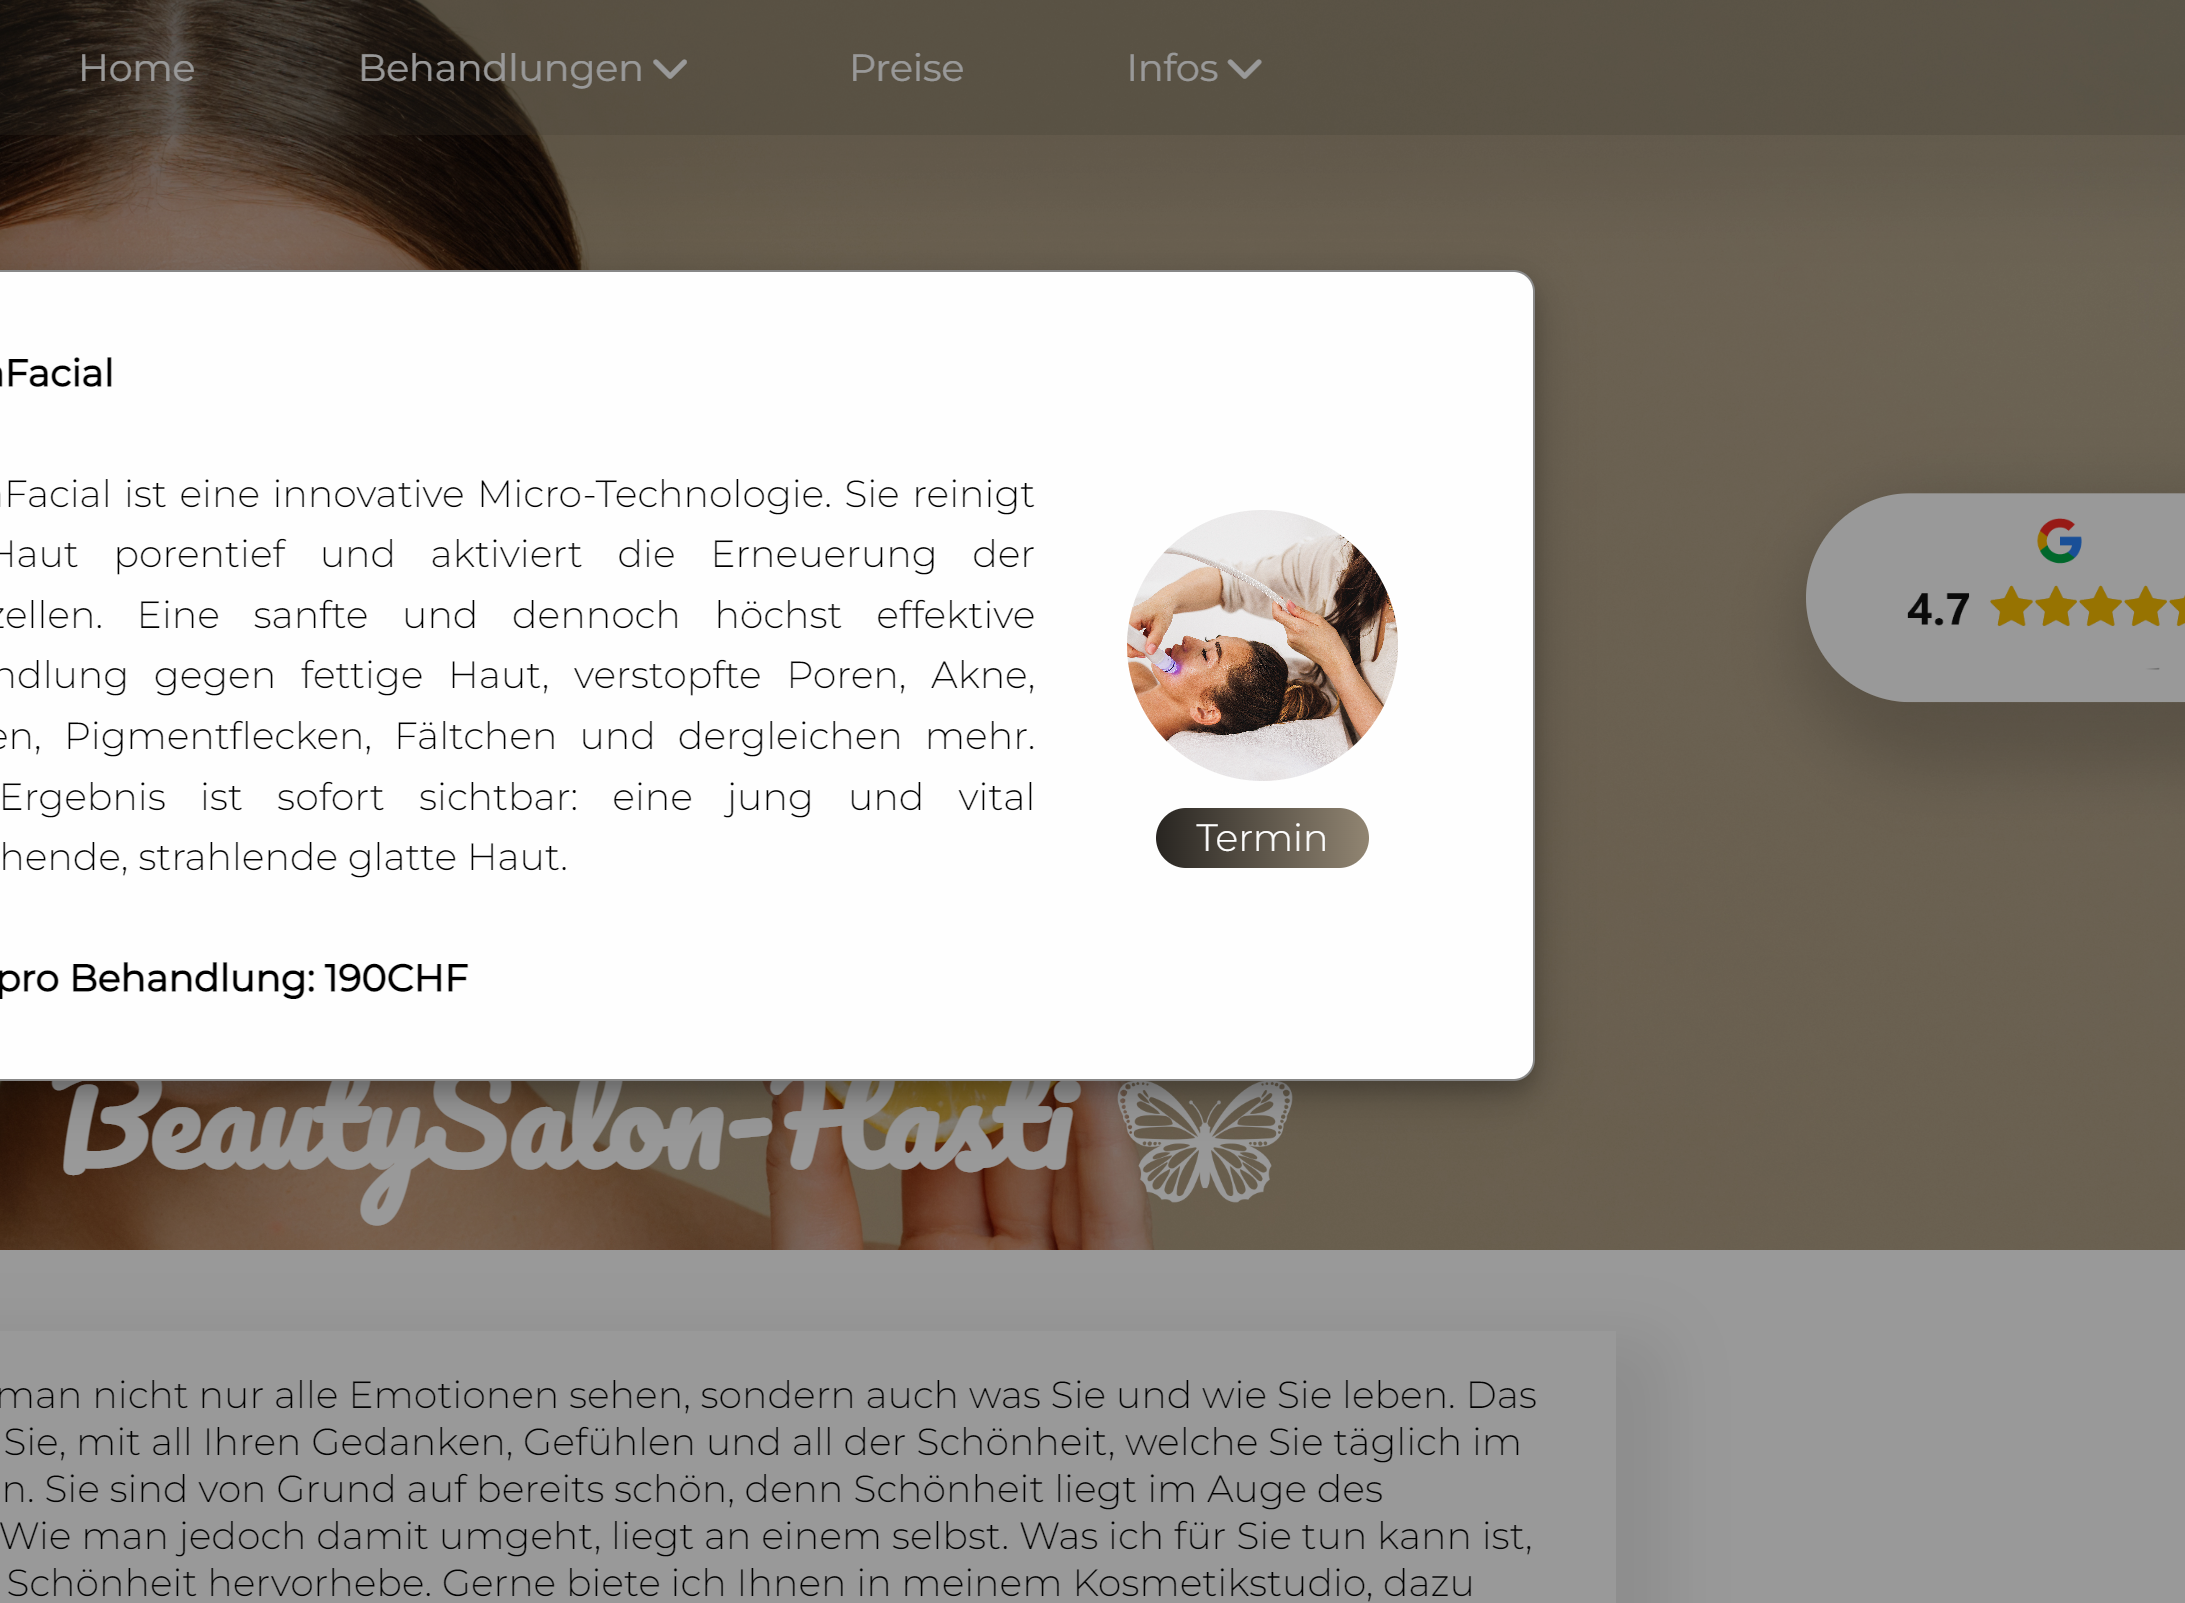 Home Behandlungen Preise Infos
Facial
Facial ist eine innovative Micro-Technologie. Sie reinigt
Haut porentief und aktiviert die Erneuerung der
zellen. Eine sanfte und dennoch höchst effektive
ndlung gegen fettige Haut, verstopfte Poren, Akne,
en, Pigmentflecken, Fältchen und dergleichen mehr.
Ergebnis ist sofort sichtbar: eine jung und vital
hende, strahlende glatte Haut.
Termin
pro Behandlung: 190CHF
4.7
BeautySalon-Hasti
man nicht nur alle Emotionen sehen, sondern auch was Sie und wie Sie leben. Das
Sie, mit all Ihren Gedanken, Gefühlen und all der Schönheit, welche Sie täglich im
n. Sie sind von Grund auf bereits schön, denn Schönheit liegt im Auge des
Wie man jedoch damit umgeht, liegt an einem selbst. Was ich für Sie tun kann ist,
Schönheit hervorhebe. Gerne biete ich Ihnen in meinem Kosmetikstudio, dazu